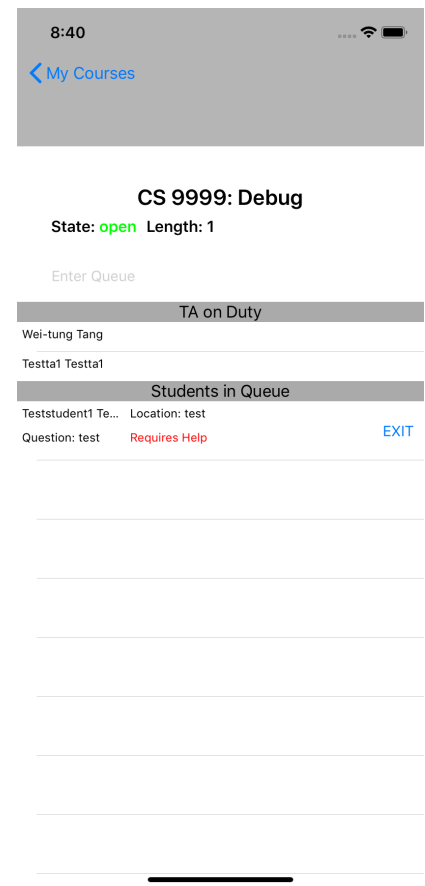 8:40
My Courses
CS 9999: Debug
State: open Length: 1
Enter Queue
TA on Duty
Wei-tung Tang
Testta1 Testta1
Students in Queue
Teststudent1 Te... Location: test
Question: test Requires Help
EXIT